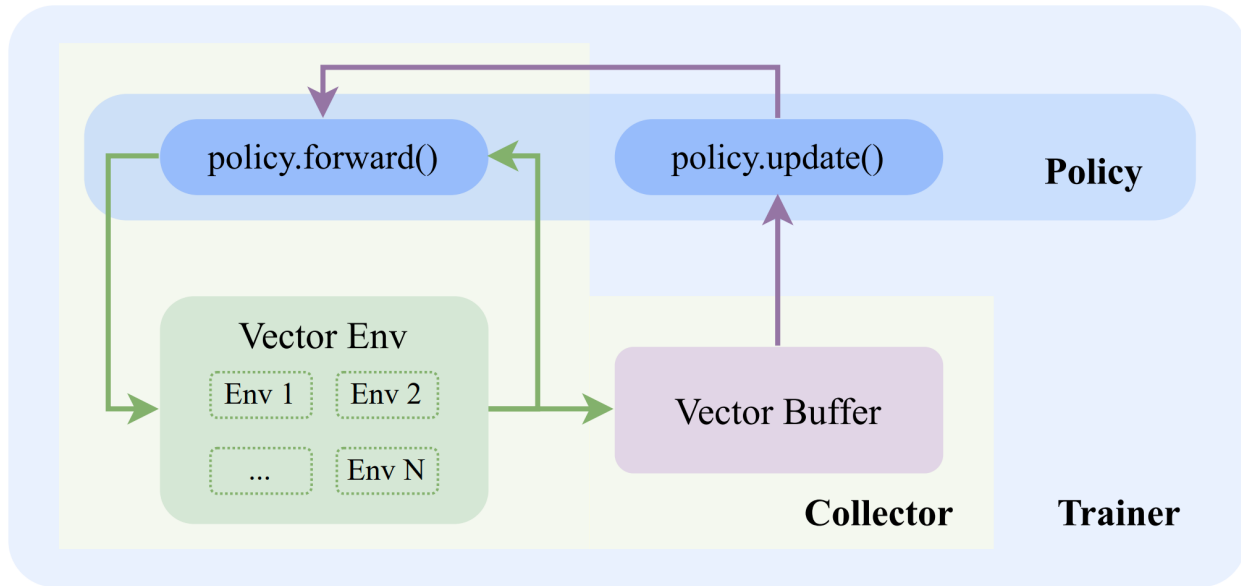 policy.forward()
policy.update()
Policy
Vector Env
Env 1
Env 2
...
Env N
Vector Buffer
Collector
Trainer